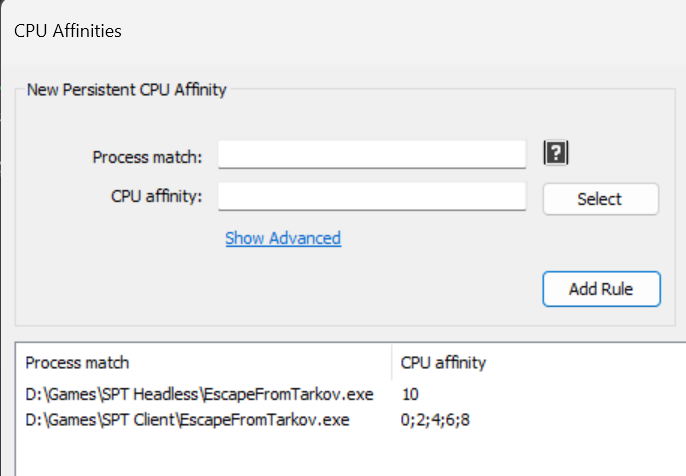 CPU Affinities
New Persistent CPU Affinity
Process match:
?
CPU affinity:
Select
Show Advanced
Add Rule
Process match CPU affinity
D:\Games\SPT Headless\EscapeFromTarkov.exe 10
D:\Games\SPT Client\EscapeFromTarkov.exe 0;2;4;6;8